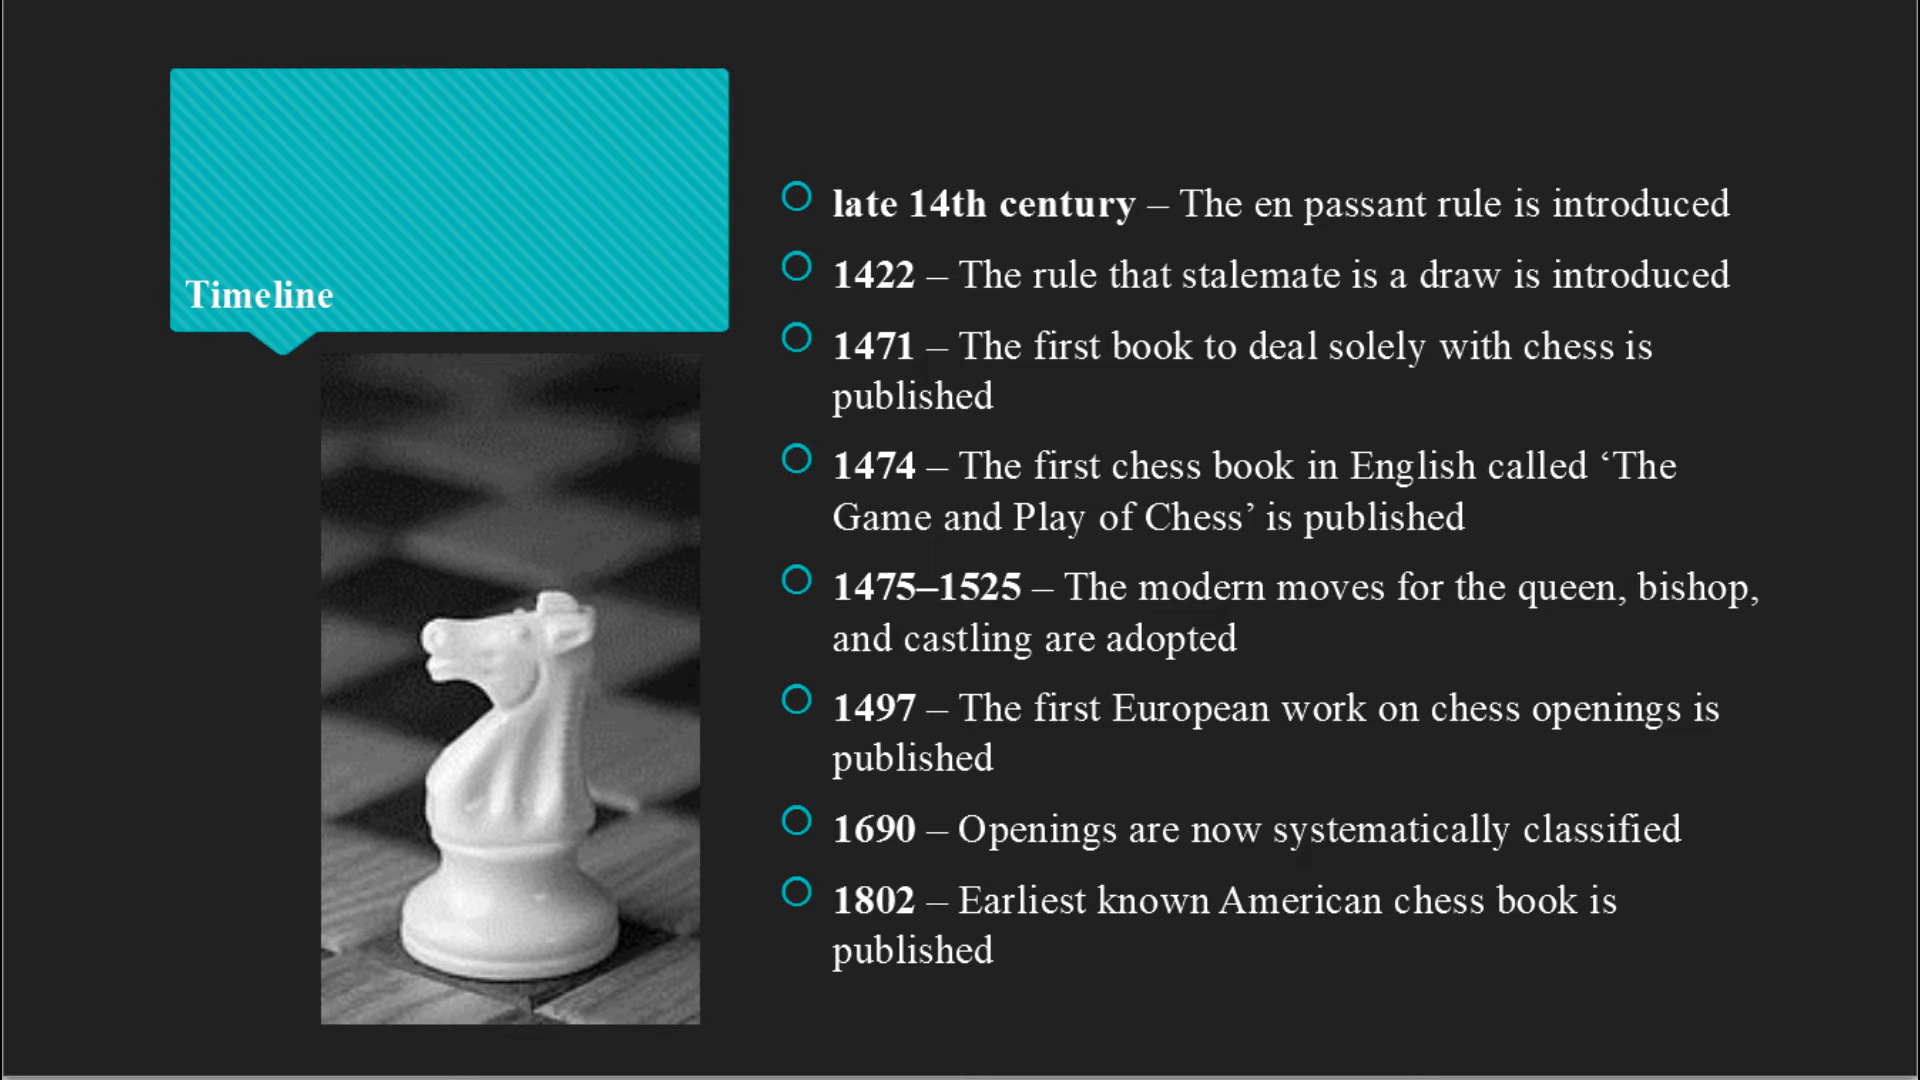 Timeline
late 14th century – The en passant rule is introduced
1422 – The rule that stalemate is a draw is introduced
1471 – The first book to deal solely with chess is
published
1474 – The first chess book in English called ‘The
Game and Play of Chess’ is published
1475–1525 – The modern moves for the queen, bishop,
and castling are adopted
1497 – The first European work on chess openings is
published
1690 – Openings are now systematically classified
1802 – Earliest known American chess book is
published